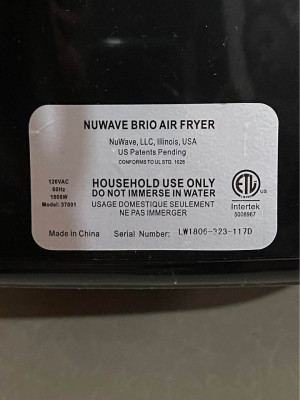 NUWAVE BRIO AIR FRYER
NuWave, LLC, Illinois, USA
US Patents Pending
CONFORMS TO UL STD. 1026
120VAC
60Hz
1800W
Model: 37001
HOUSEHOLD USE ONLY
DO NOT IMMERSE IN WATER
USAGE DOMESTIQUE SEULEMENT
NE PAS IMMERGER
ETL
US
Intertek
5008967
Made in China Serial Number: